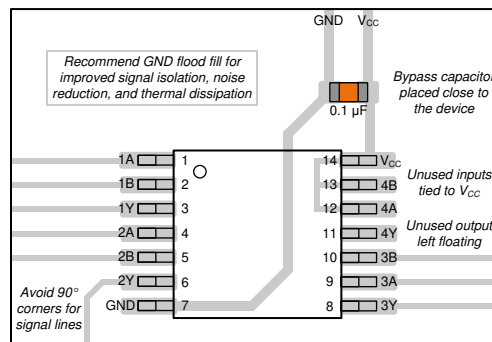 GND VCC
Recommend GND flood fill for
improved signal isolation, noise
reduction, and thermal dissipation
Bypass capacitor
placed close to
the device
0.1 µF
1A 1 14 VCC
1B 2 13 4B
1Y 3 12 4A
2A 4 11 4Y
2B 5 10 3B
2Y 6 9 3A
GND 7 8 3Y
Unused inputs
tied to VCC
Unused output
left floating
Avoid 90°
corners for
signal lines